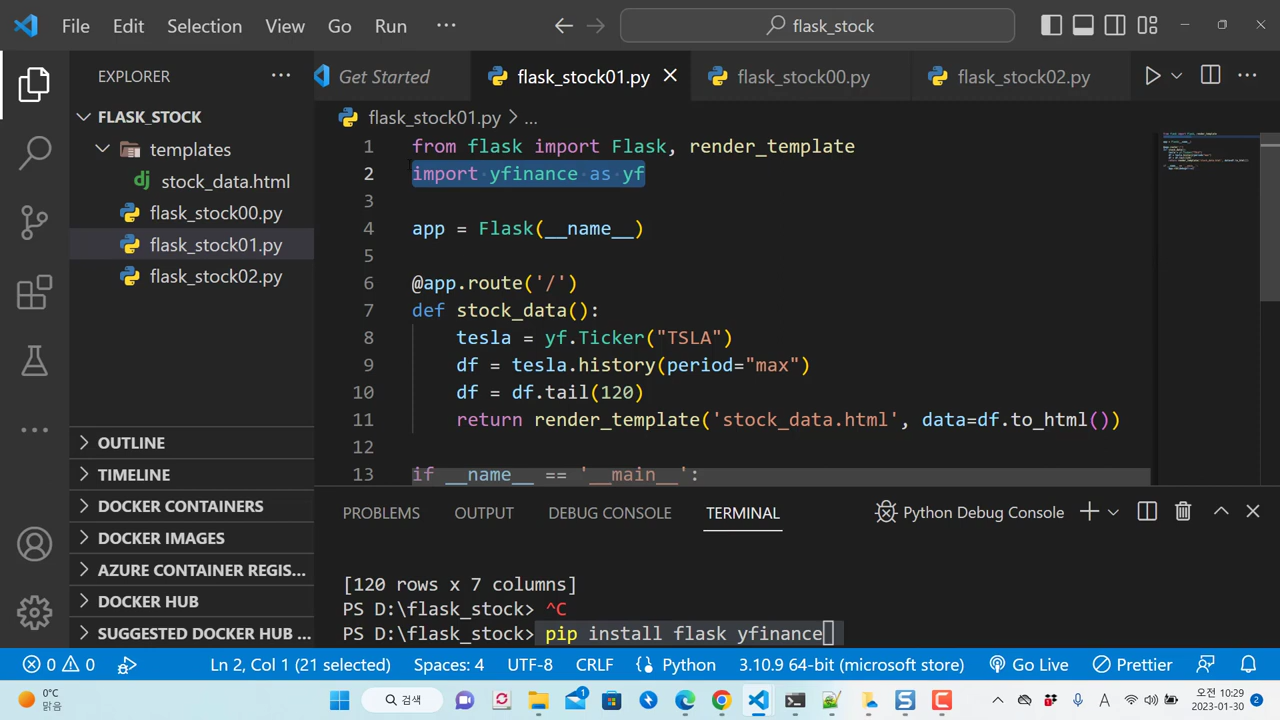 File Edit Selection View Go Run ··· flask_stock
EXPLORER ···
FLASK_STOCK
templates
stock_data.html
flask_stock00.py
flask_stock01.py
flask_stock02.py
OUTLINE
TIMELINE
DOCKER CONTAINERS
DOCKER IMAGES
AZURE CONTAINER REGIS...
DOCKER HUB
SUGGESTED DOCKER HUB ...
Get Started flask_stock01.py flask_stock00.py flask_stock02.py ···
flask_stock01.py > ...
1 from flask import Flask, render_template
2 import yfinance as yf
3
4 app = Flask(__name__)
5
6 @app.route('/')
7 def stock_data():
8 tesla = yf.Ticker("TSLA")
9 df = tesla.history(period="max")
10 df = df.tail(120)
11 return render_template('stock_data.html', data=df.to_html())
12
13 if __name__ == '__main__':
PROBLEMS OUTPUT DEBUG CONSOLE TERMINAL Python Debug Console
[120 rows x 7 columns]
PS D:\flask_stock> ^C
PS D:\flask_stock> pip install flask yfinance
0 0 Ln 2, Col 1 (21 selected) Spaces: 4 UTF-8 CRLF Python 3.10.9 64-bit (microsoft store) Go Live Prettier
0°C
맑음
검색
1
A
오전 10:29
2023-01-30
2